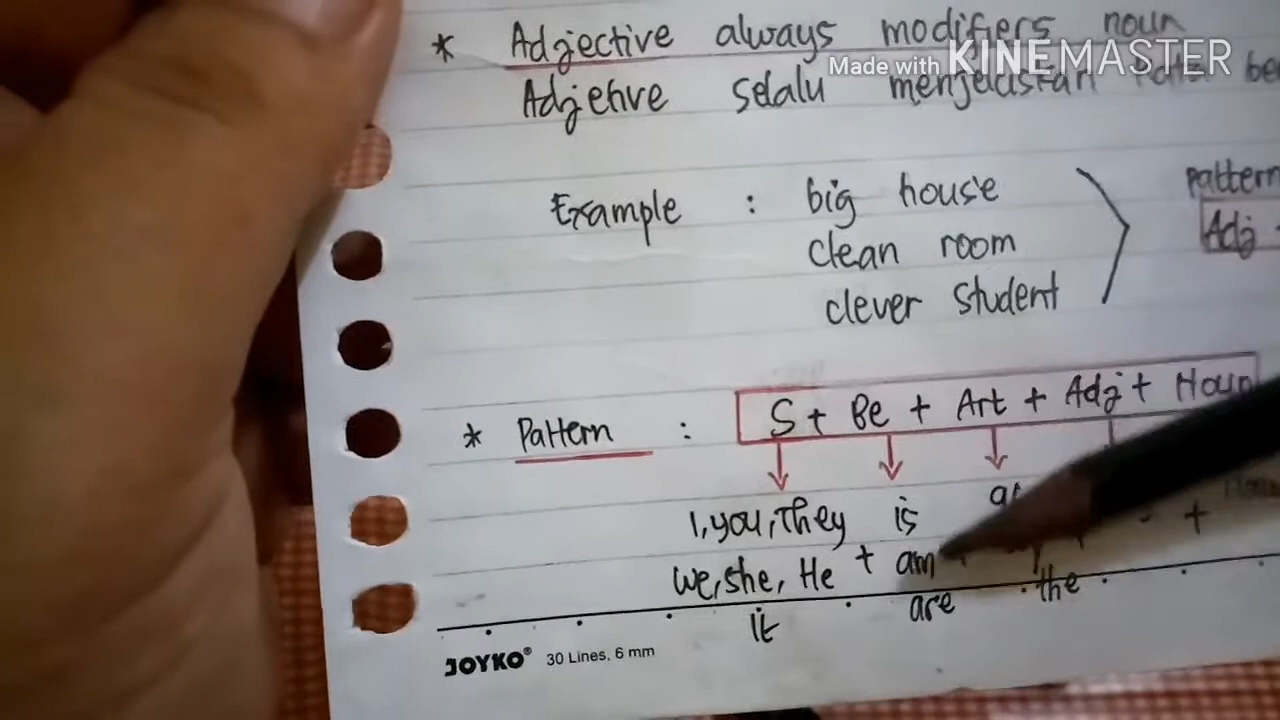 * Adjective always modifiers noun
Made with KINEMASTER
Adjetive selalu menjelaskan
Example : big house
clean room
clever student
pattern
Adj
* Pattern : S + Be + Art + Adj + Noun
I, you, They is
we, she, He + am +
it are the
JOYKO® 30 Lines, 6 mm